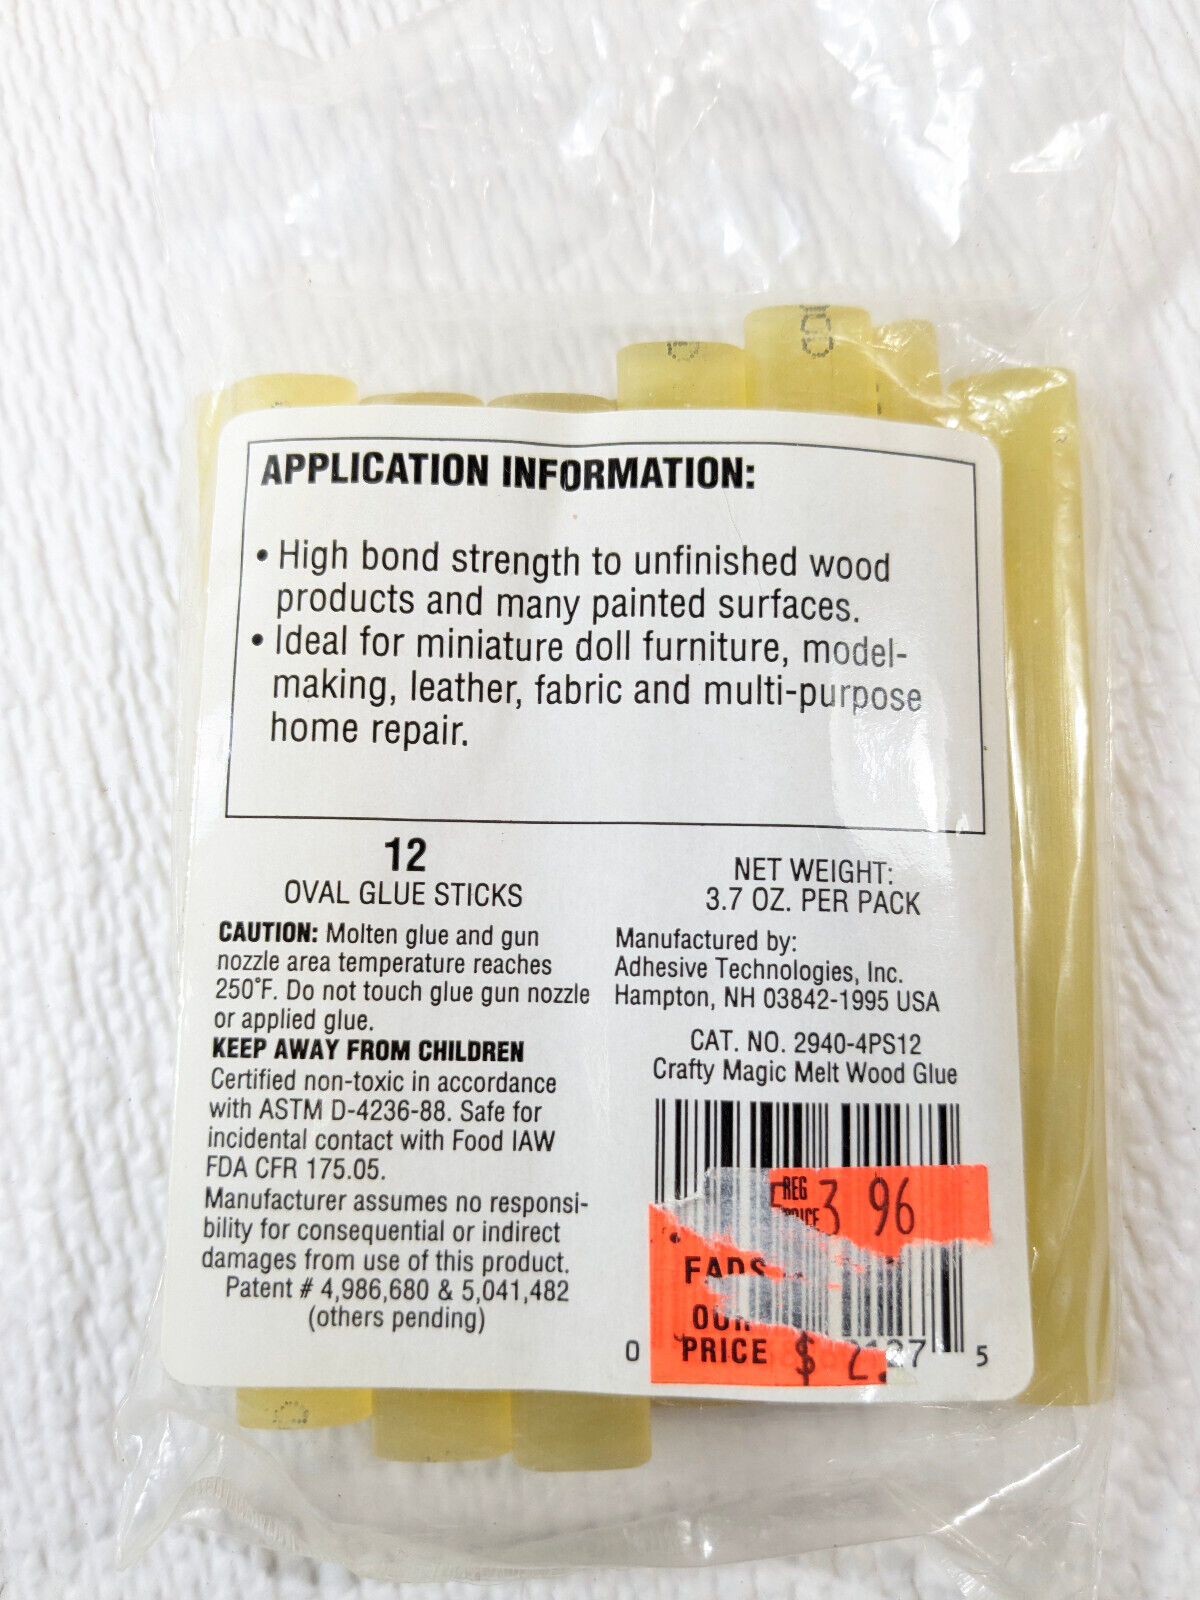 APPLICATION INFORMATION:
• High bond strength to unfinished wood
products and many painted surfaces.
• Ideal for miniature doll furniture, model-
making, leather, fabric and multi-purpose
home repair.
12
OVAL GLUE STICKS
CAUTION: Molten glue and gun
nozzle area temperature reaches
250°F. Do not touch glue gun nozzle
or applied glue.
KEEP AWAY FROM CHILDREN
Certified non-toxic in accordance
with ASTM D-4236-88. Safe for
incidental contact with Food IAW
FDA CFR 175.05.
Manufacturer assumes no responsi-
bility for consequential or indirect
damages from use of this product.
Patent # 4,986,680 & 5,041,482
(others pending)
NET WEIGHT:
3.7 OZ. PER PACK
Manufactured by:
Adhesive Technologies, Inc.
Hampton, NH 03842-1995 USA
CAT. NO. 2940-4PS12
Crafty Magic Melt Wood Glue
REG
PRICE 3 96
OUR
PRICE $
0
5